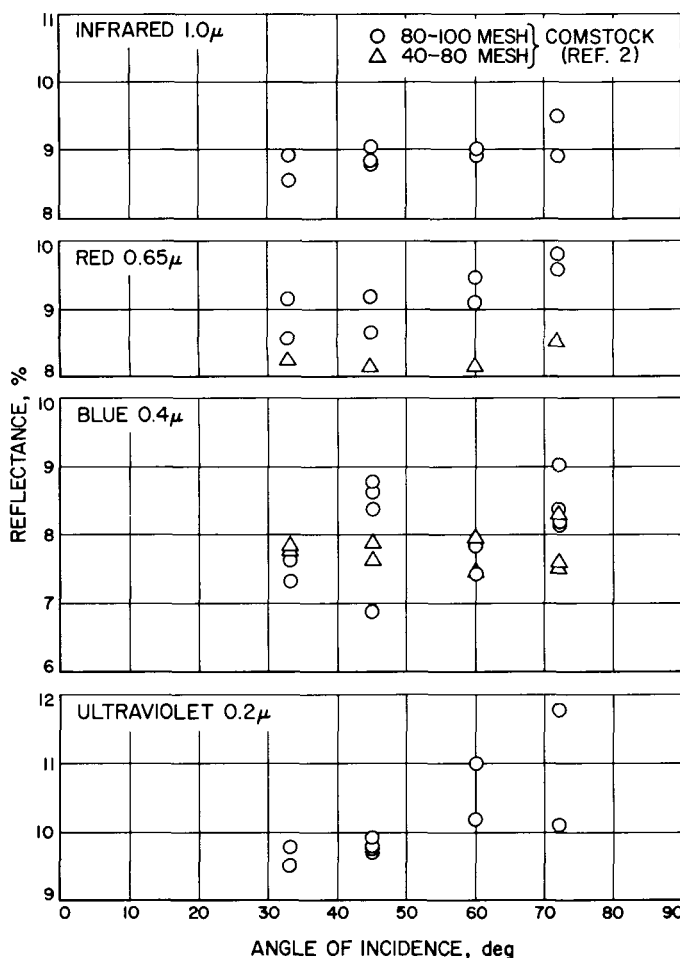 INFRARED 1.0μ
○ 80-100 MESH } COMSTOCK
△ 40-80 MESH } (REF. 2)
11
10
9
8
RED 0.65μ
10
9
8
BLUE 0.4μ
10
9
8
7
6
ULTRAVIOLET 0.2μ
12
11
10
9
REFLECTANCE, %
0 10 20 30 40 50 60 70 80 90
ANGLE OF INCIDENCE, deg